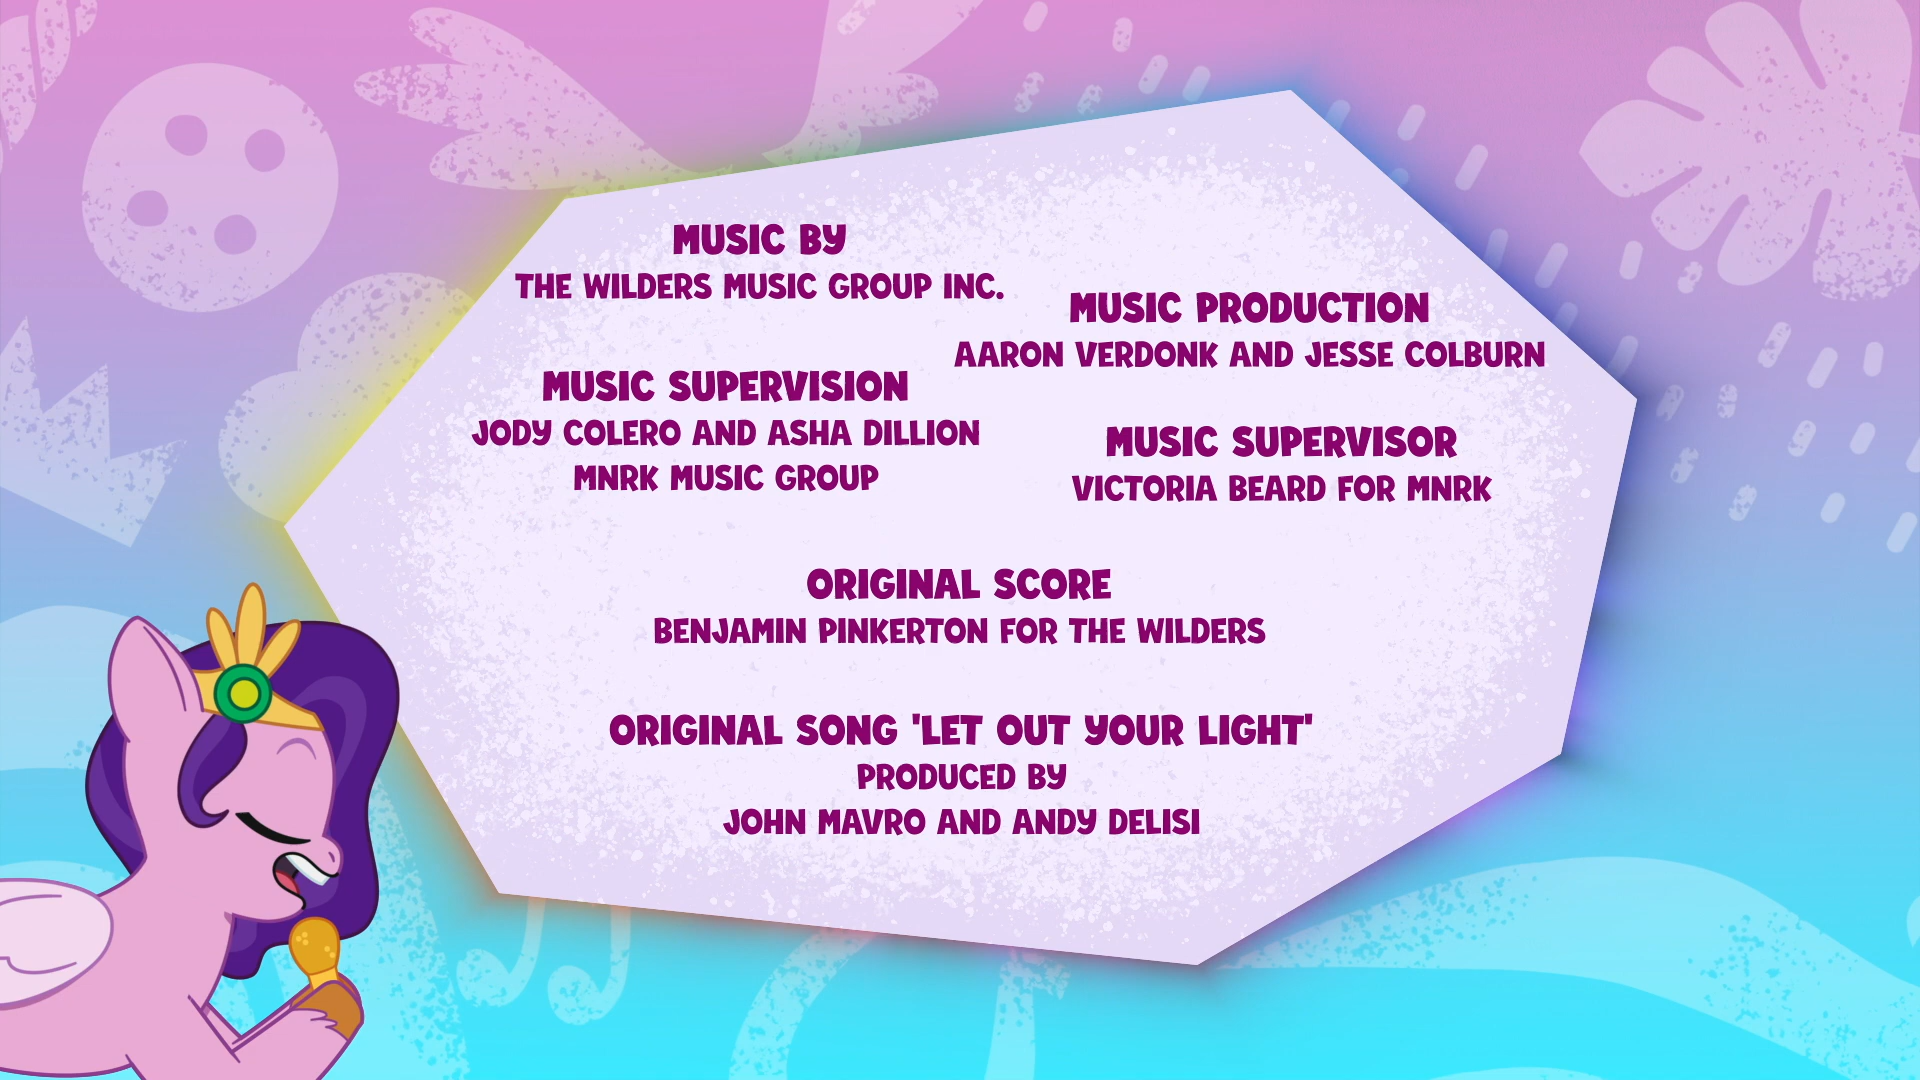 MUSIC BY
THE WILDERS MUSIC GROUP INC.
MUSIC PRODUCTION
AARON VERDONK AND JESSE COLBURN
MUSIC SUPERVISION
JODY COLERO AND ASHA DILLION
MNRK MUSIC GROUP
MUSIC SUPERVISOR
VICTORIA BEARD FOR MNRK
ORIGINAL SCORE
BENJAMIN PINKERTON FOR THE WILDERS
ORIGINAL SONG 'LET OUT YOUR LIGHT'
PRODUCED BY
JOHN MAVRO AND ANDY DELISI